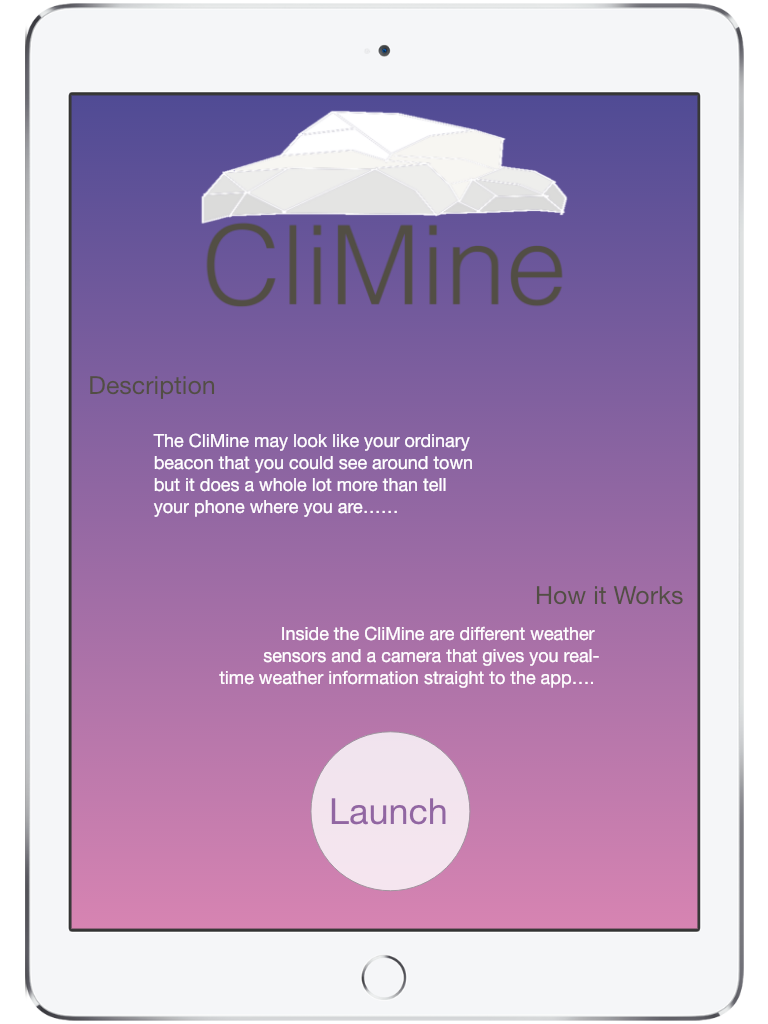 CliMine
Description
The CliMine may look like your ordinary
beacon that you could see around town
but it does a whole lot more than tell
your phone where you are……
How it Works
Inside the CliMine are different weather
sensors and a camera that gives you real-
time weather information straight to the app….
Launch